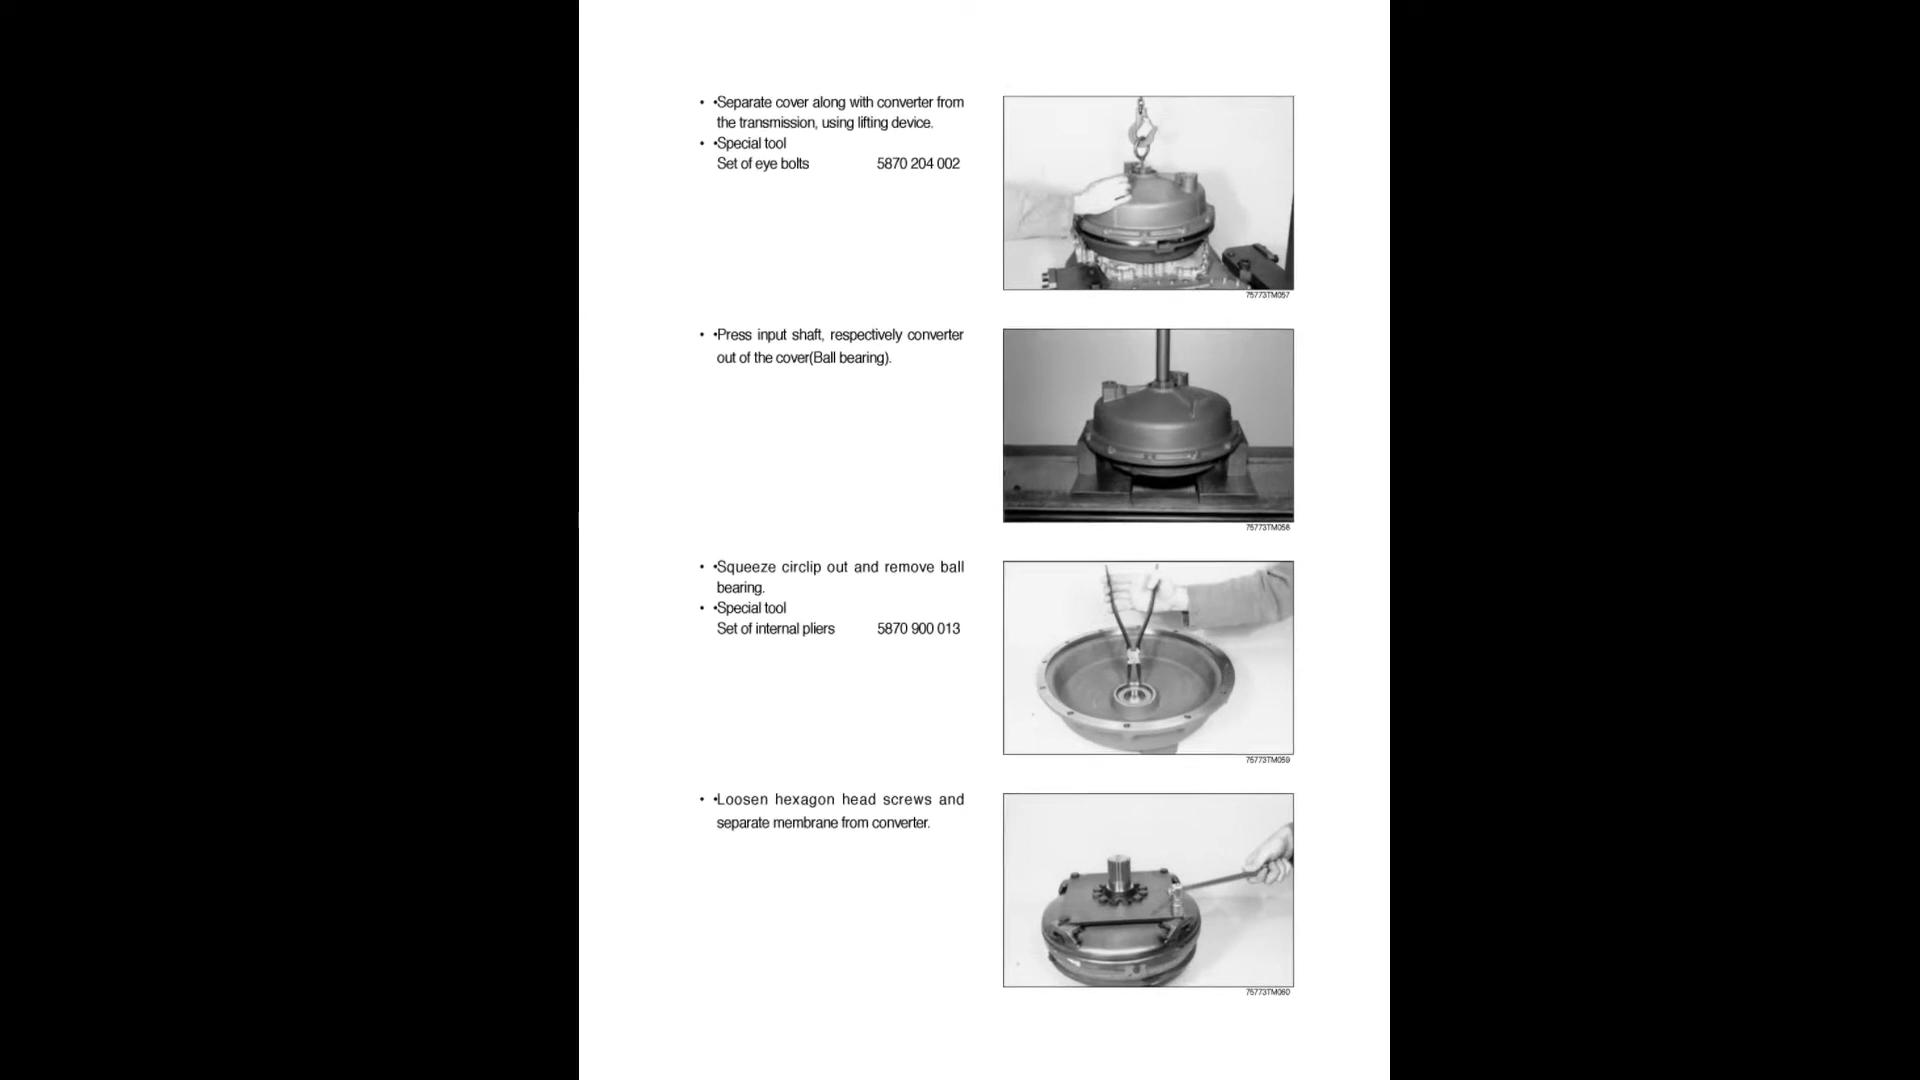 • •Separate cover along with converter from
the transmission, using lifting device.
• •Special tool
Set of eye bolts 5870 204 002
75773TM057
• •Press input shaft, respectively converter
out of the cover(Ball bearing).
75773TM058
• •Squeeze circlip out and remove ball
bearing.
• •Special tool
Set of internal pliers 5870 900 013
75773TM059
• •Loosen hexagon head screws and
separate membrane from converter.
75773TM060